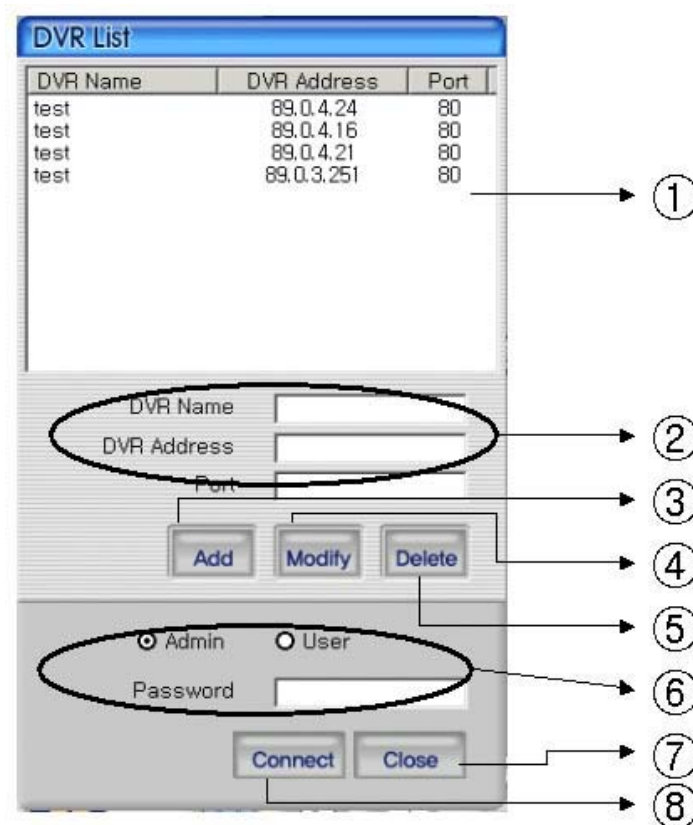 DVR List
DVR Name DVR Address Port
test 89.0.4.24 80
test 89.0.4.16 80
test 89.0.4.21 80
test 89.0.3.251 80
①
DVR Name
②
DVR Address
Port
③
Add Modify Delete
④
⑤
Admin User
⑥
Password
Connect Close
⑦
⑧